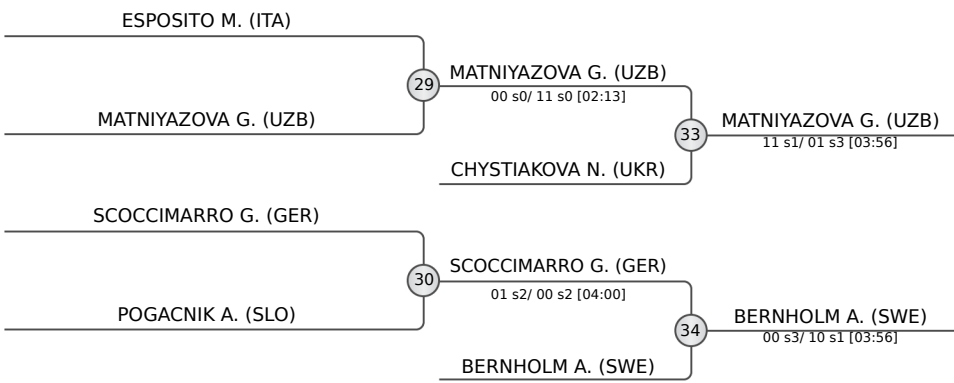 ESPOSITO M. (ITA)
29
MATNIYAZOVA G. (UZB)
MATNIYAZOVA G. (UZB)
00 s0/ 11 s0 [02:13]
33
MATNIYAZOVA G. (UZB)
11 s1/ 01 s3 [03:56]
CHYSTIAKOVA N. (UKR)
SCOCCIMARRO G. (GER)
30
POGACNIK A. (SLO)
SCOCCIMARRO G. (GER)
01 s2/ 00 s2 [04:00]
34
BERNHOLM A. (SWE)
00 s3/ 10 s1 [03:56]
BERNHOLM A. (SWE)